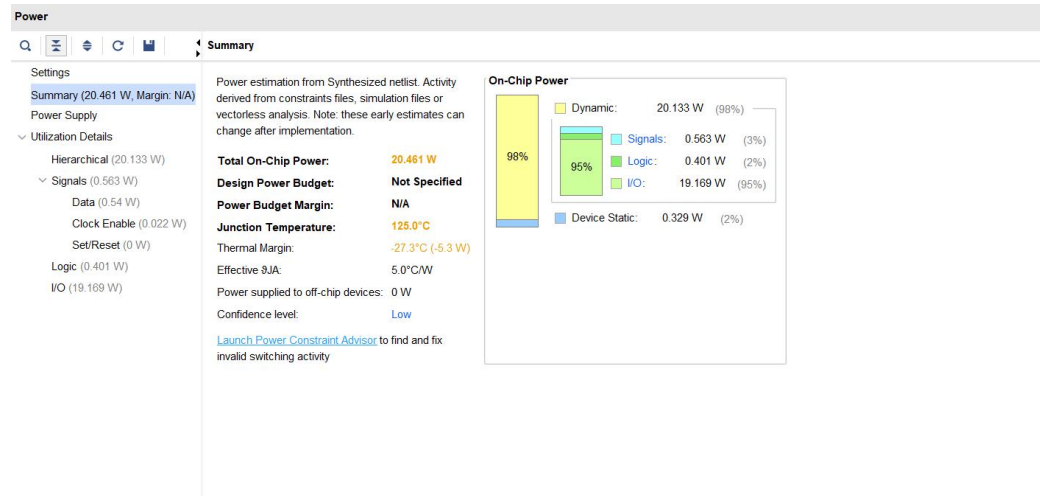 Power
Summary
Settings
Summary (20.461 W, Margin: N/A)
Power Supply
Utilization Details
Hierarchical (20.133 W)
Signals (0.563 W)
Data (0.54 W)
Clock Enable (0.022 W)
Set/Reset (0 W)
Logic (0.401 W)
I/O (19.169 W)
Power estimation from Synthesized netlist. Activity
derived from constraints files, simulation files or
vectorless analysis. Note: these early estimates can
change after implementation.
Total On-Chip Power: 20.461 W
Design Power Budget: Not Specified
Power Budget Margin: N/A
Junction Temperature: 125.0°C
Thermal Margin: -27.3°C (-5.3 W)
Effective ϑJA: 5.0°C/W
Power supplied to off-chip devices: 0 W
Confidence level: Low
Launch Power Constraint Advisor to find and fix
invalid switching activity
On-Chip Power
Dynamic: 20.133 W (98%)
98%
Signals: 0.563 W (3%)
95%
Logic: 0.401 W (2%)
I/O: 19.169 W (95%)
Device Static: 0.329 W (2%)